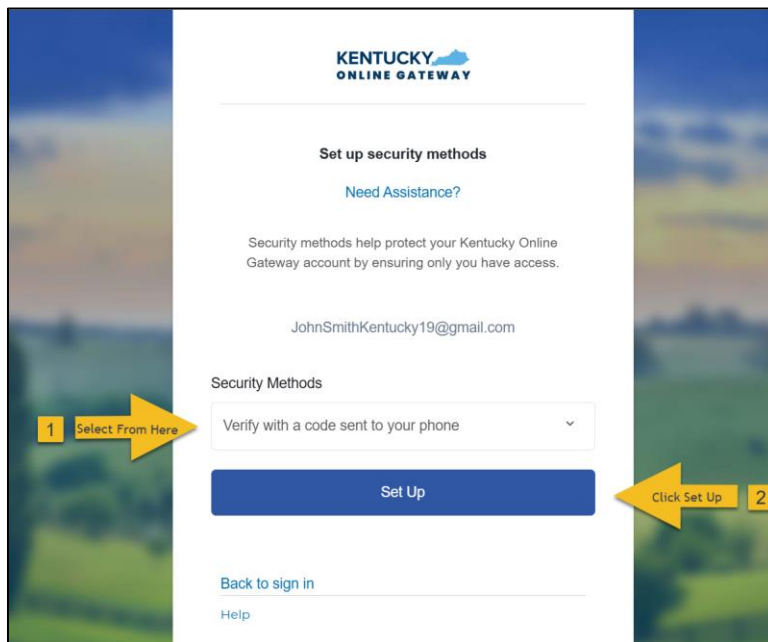 KENTUCKY
ONLINE GATEWAY
Set up security methods
Need Assistance?
Security methods help protect your Kentucky Online
Gateway account by ensuring only you have access.
JohnSmithKentucky19@gmail.com
Security Methods
1 Select From Here
Verify with a code sent to your phone
Set Up
Click Set Up 2
Back to sign in
Help